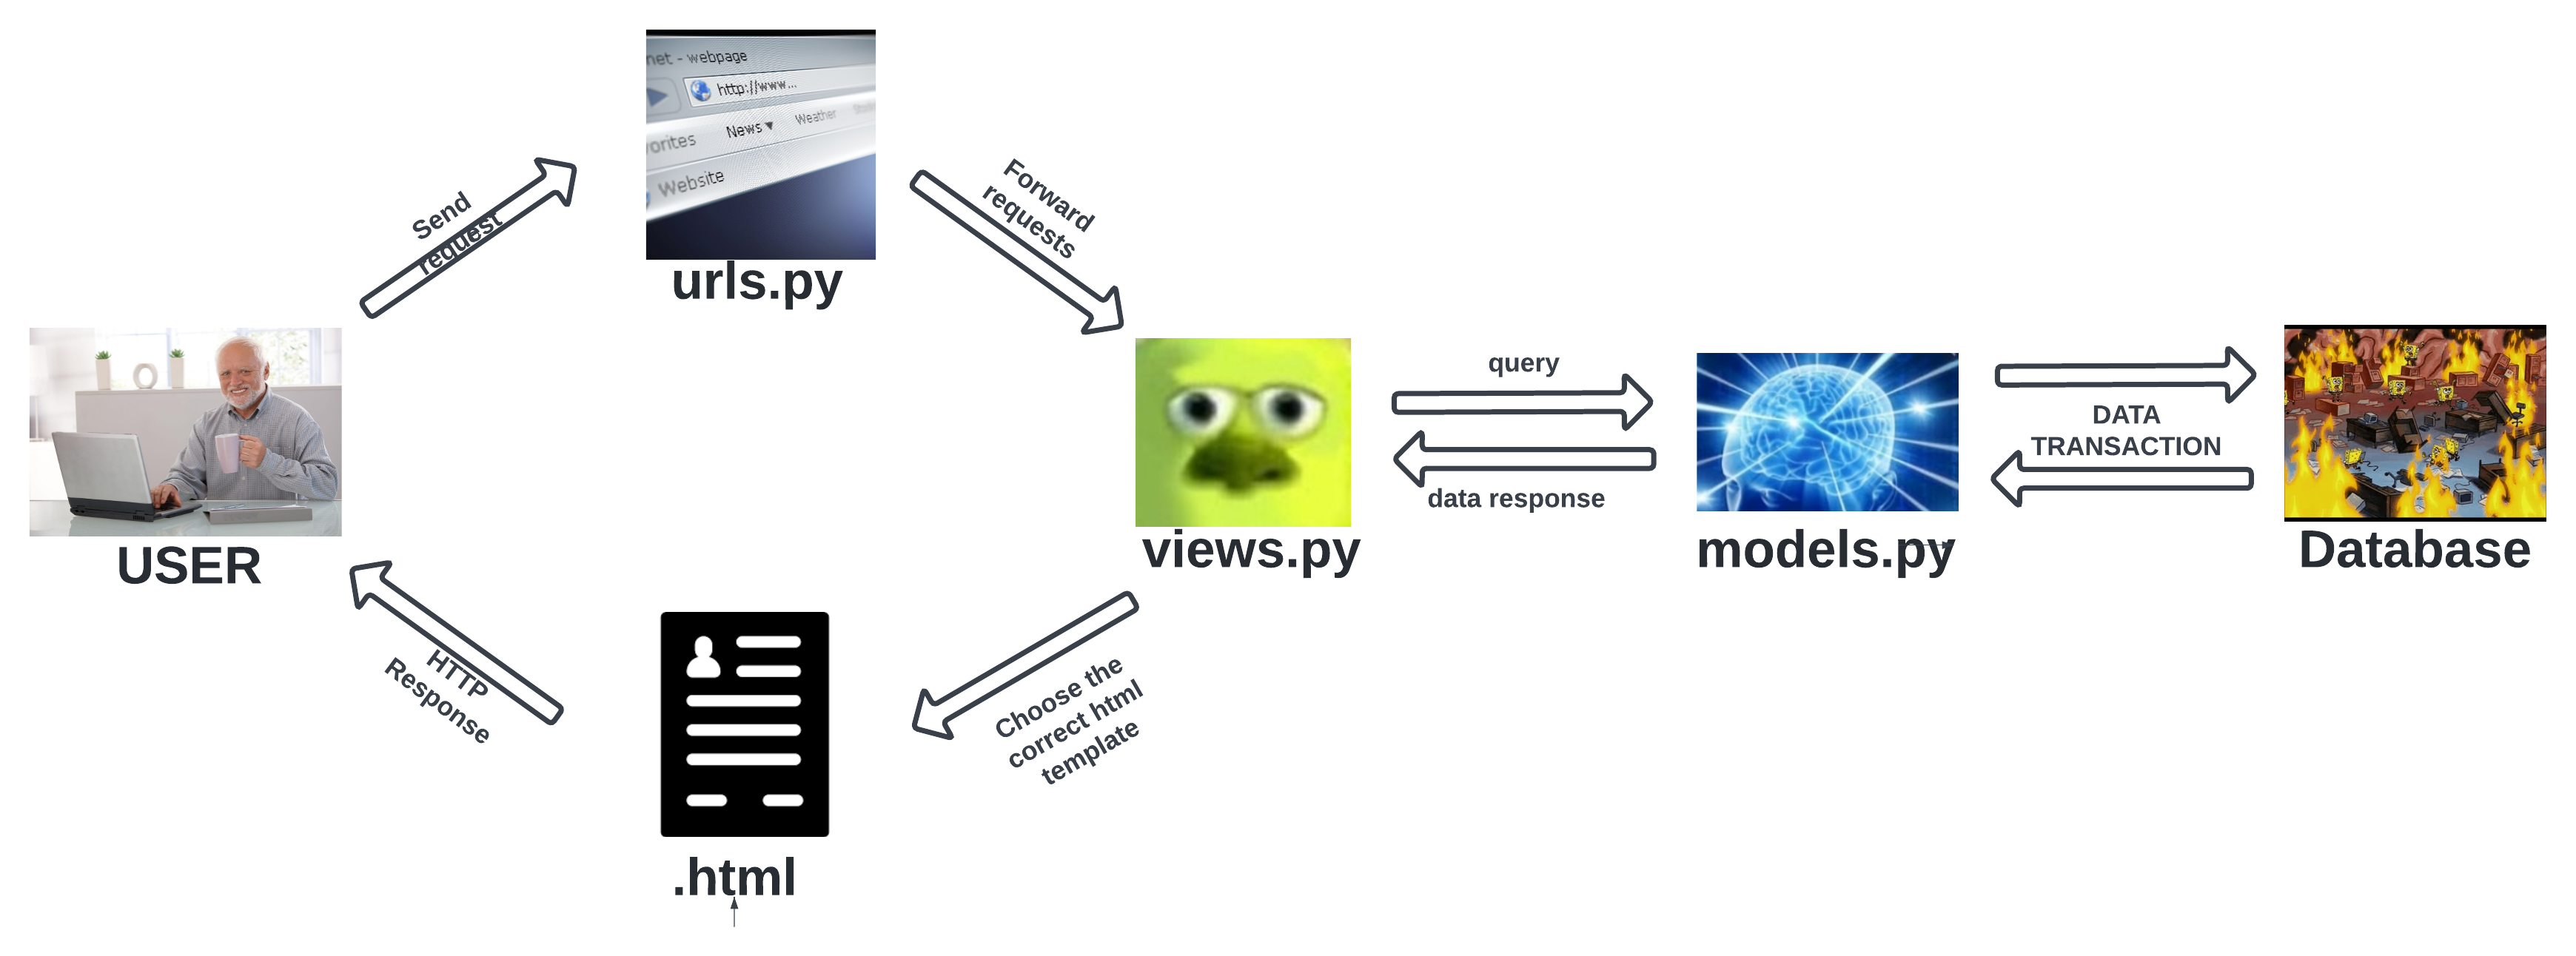 net - webpage
http://www...
vorites News ▾ Weather
Website
urls.py
Send
request
Forward
requests
USER
views.py
query
data response
models.py
DATA
TRANSACTION
Database
HTTP
Response
Choose the
correct html
template
.html